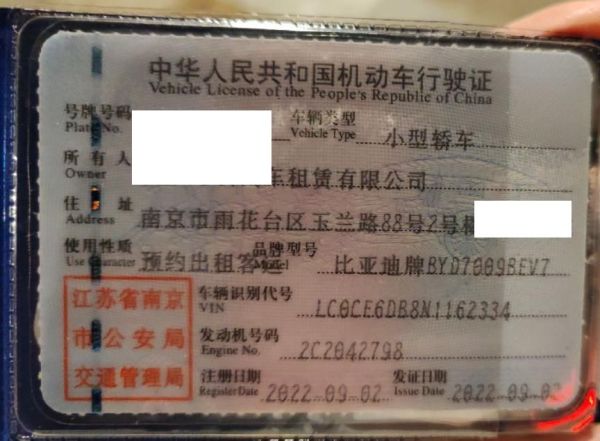 中华人民共和国机动车行驶证
Vehicle License of the People's Republic of China
号牌号码
Plate No.
车辆类型 小型轿车
Vehicle Type
所有人 车租赁有限公司
Owner
住址 南京市雨花台区玉兰路88号2号楼
Address
使用性质 预约出租客运 品牌型号 比亚迪牌BYD7009BEV7
Use Character Model
江苏省南京
市公安局
交通管理局
车辆识别代号 LC0CE6DB8N1162334
VIN
发动机号码 2C2042798
Engine No.
注册日期 2022-09-02 发证日期 2022-09-02
Register Date Issue Date